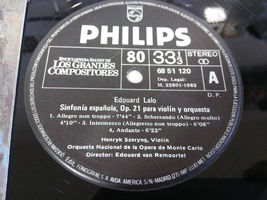 PHILIPS
ENCICLOPEDIA SALVAT DE
LOS GRANDES
COMPOSITORES
80
33⅓
STEREO
68 51 120
Dep. Legal:
M. 22801-1982
A
D. P.
Edouard Lalo
Sinfonía española, Op. 21 para violín y orquesta
1. Allegro non troppo - 7'44" - 2. Scherzando (Allegro molto)
4'10" - 3. Intermezzo (Allegretto non troppo) - 6'04" -
4. Andante - 6'22"
Henryk Szeryng, Violín
Orquesta Nacional de la Opera de Monte Carlo
Director: Edouard van Remoortel